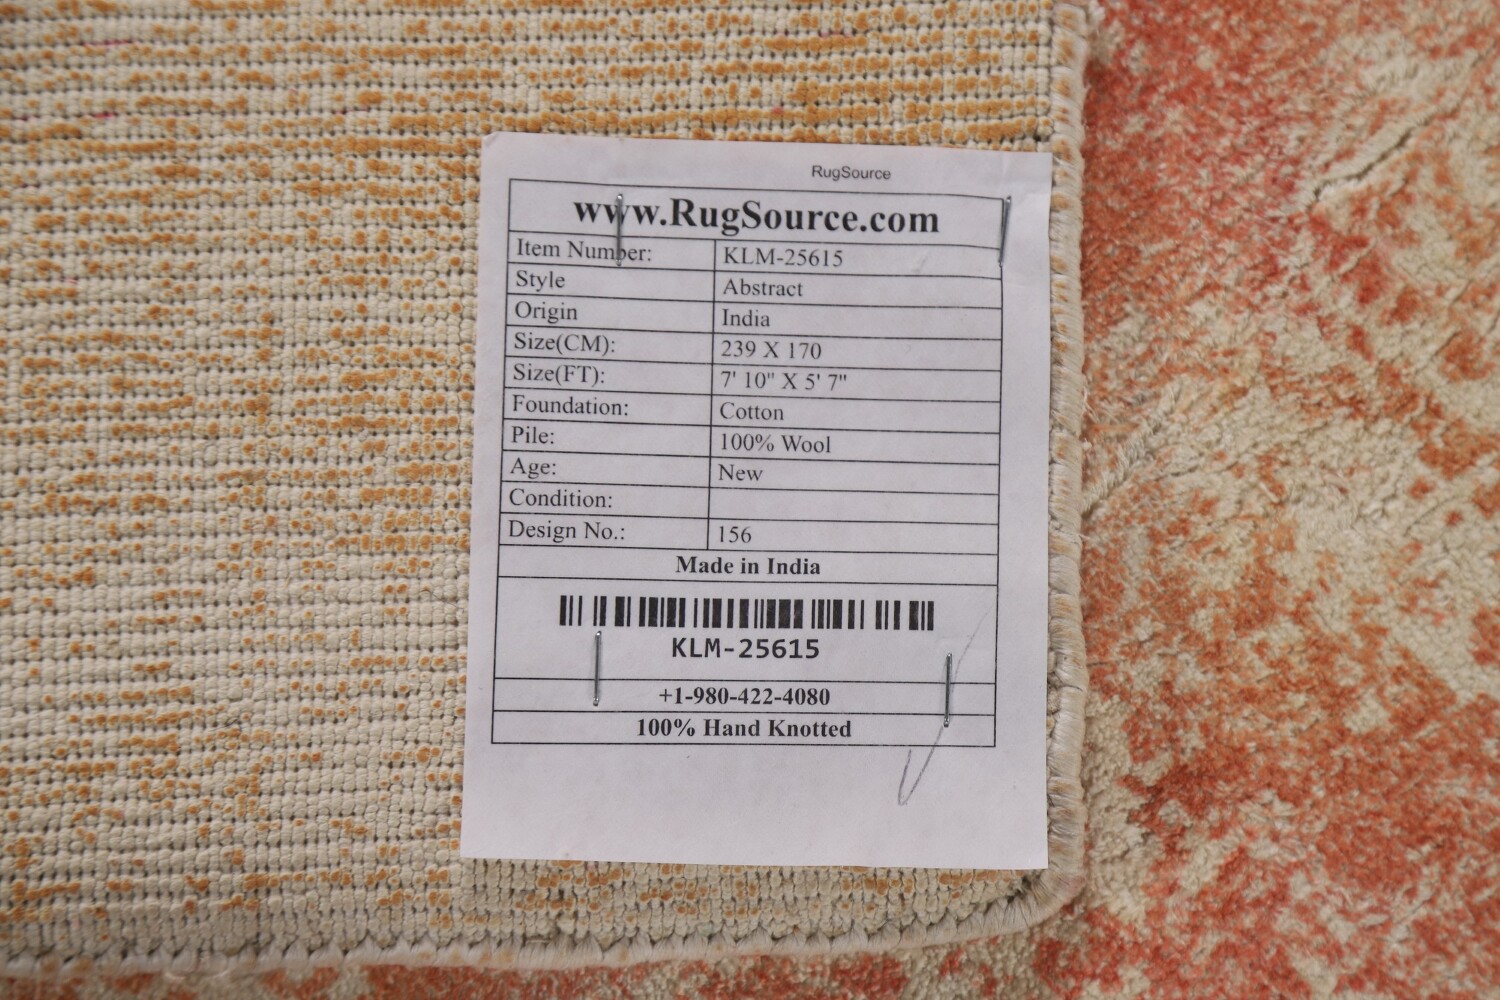 RugSource
www.RugSource.com
Item Number: KLM-25615
Style Abstract
Origin India
Size(CM): 239 X 170
Size(FT): 7' 10" X 5' 7"
Foundation: Cotton
Pile: 100% Wool
Age: New
Condition:
Design No.: 156
Made in India
KLM-25615
+1-980-422-4080
100% Hand Knotted